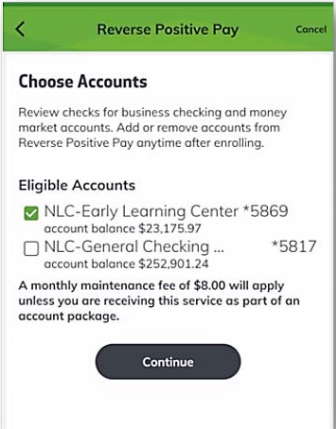 Reverse Positive Pay
Cancel
Choose Accounts
Review checks for business checking and money
market accounts. Add or remove accounts from
Reverse Positive Pay anytime after enrolling.
Eligible Accounts
NLC-Early Learning Center *5869
account balance $23,175.97
NLC-General Checking ... *5817
account balance $252,901.24
A monthly maintenance fee of $8.00 will apply
unless you are receiving this service as part of an
account package.
Continue